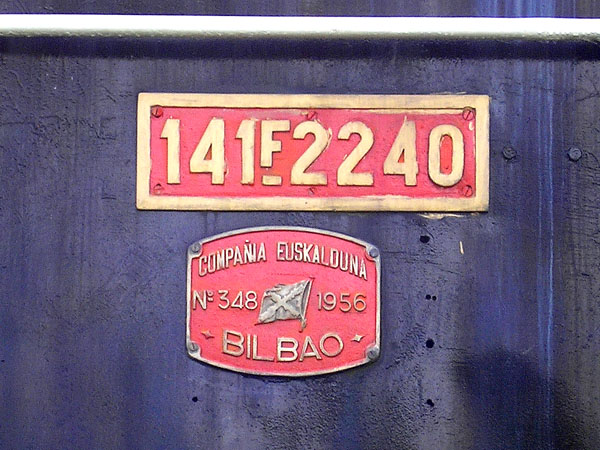 141F2240
COMPAÑIA EUSKALDUNA
Nº 348 1956
BILBAO